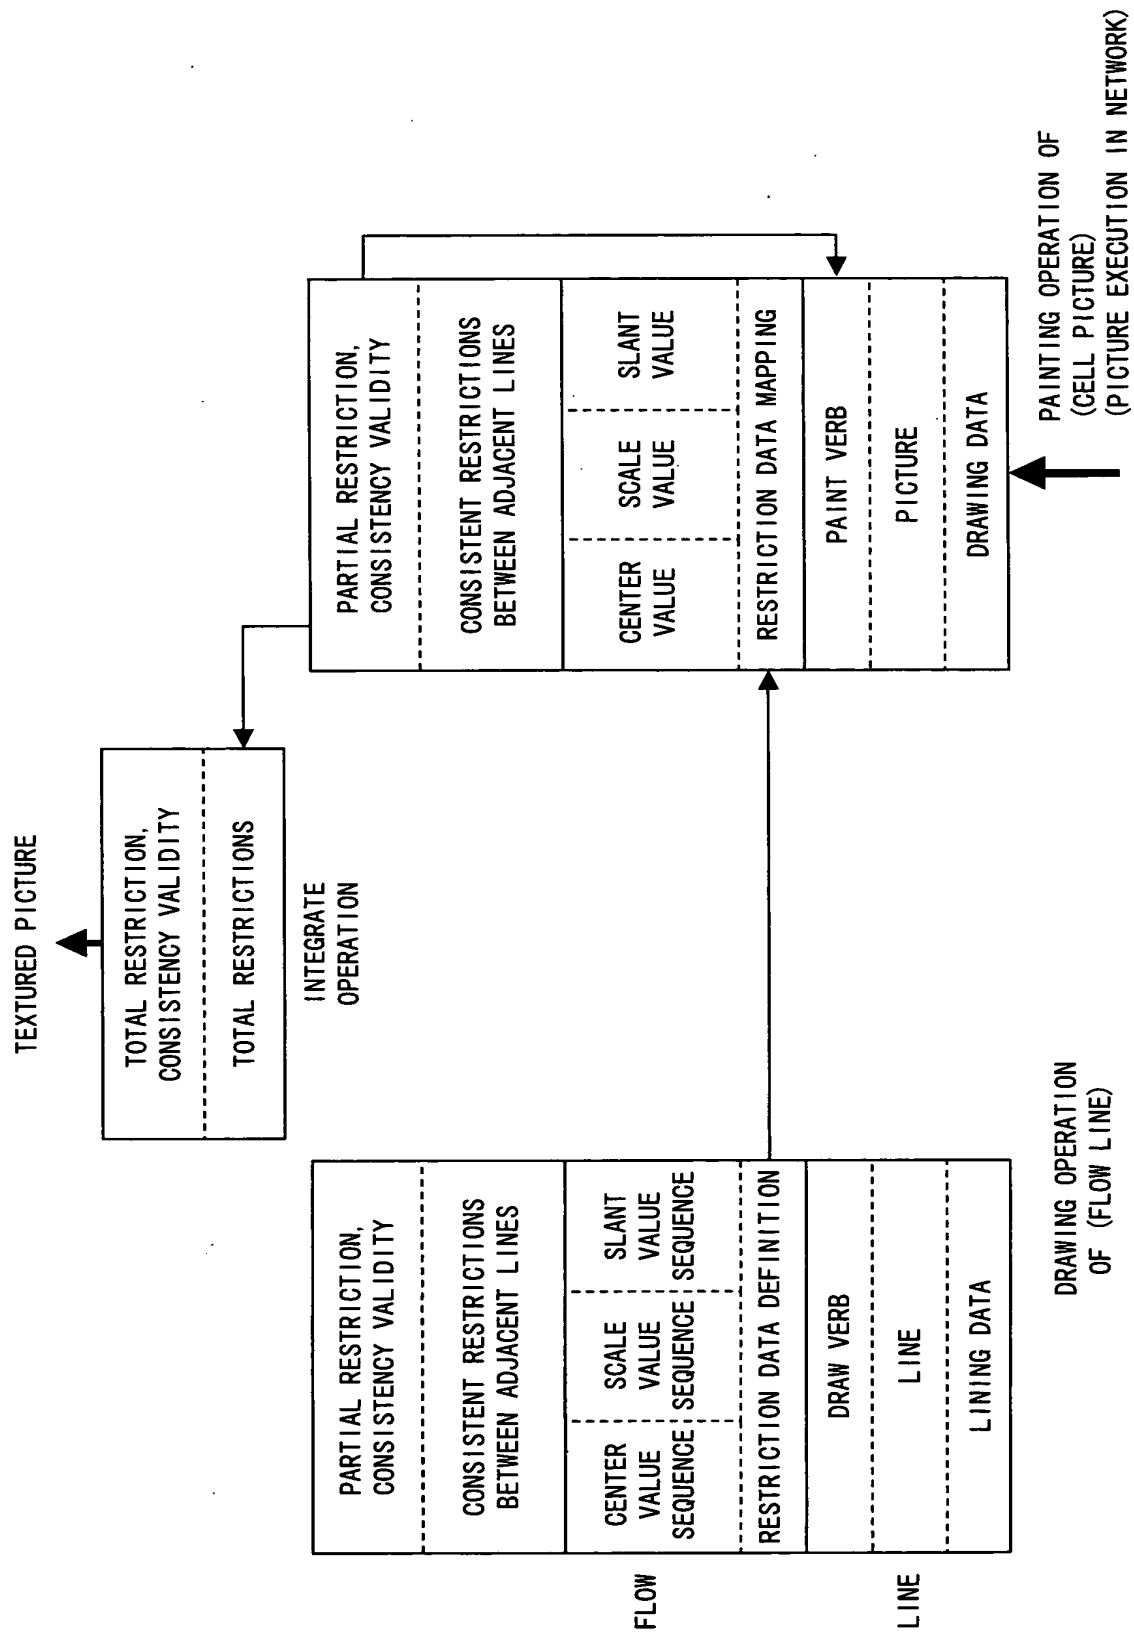 TEXTURED PICTURE
TOTAL RESTRICTION,
CONSISTENCY VALIDITY
TOTAL RESTRICTIONS
INTEGRATE
OPERATION
PARTIAL RESTRICTION,
CONSISTENCY VALIDITY
CONSISTENT RESTRICTIONS
BETWEEN ADJACENT LINES
FLOW
CENTER
VALUE
SEQUENCE
SCALE
VALUE
SEQUENCE
SLANT
VALUE
SEQUENCE
RESTRICTION DATA DEFINITION
DRAW VERB
LINE
LINE
LINING DATA
DRAWING OPERATION
OF (FLOW LINE)
PARTIAL RESTRICTION,
CONSISTENCY VALIDITY
CONSISTENT RESTRICTIONS
BETWEEN ADJACENT LINES
CENTER
VALUE
SCALE
VALUE
SLANT
VALUE
RESTRICTION DATA MAPPING
PAINT VERB
PICTURE
DRAWING DATA
PAINTING OPERATION OF
(CELL PICTURE)
(PICTURE EXECUTION IN NETWORK)